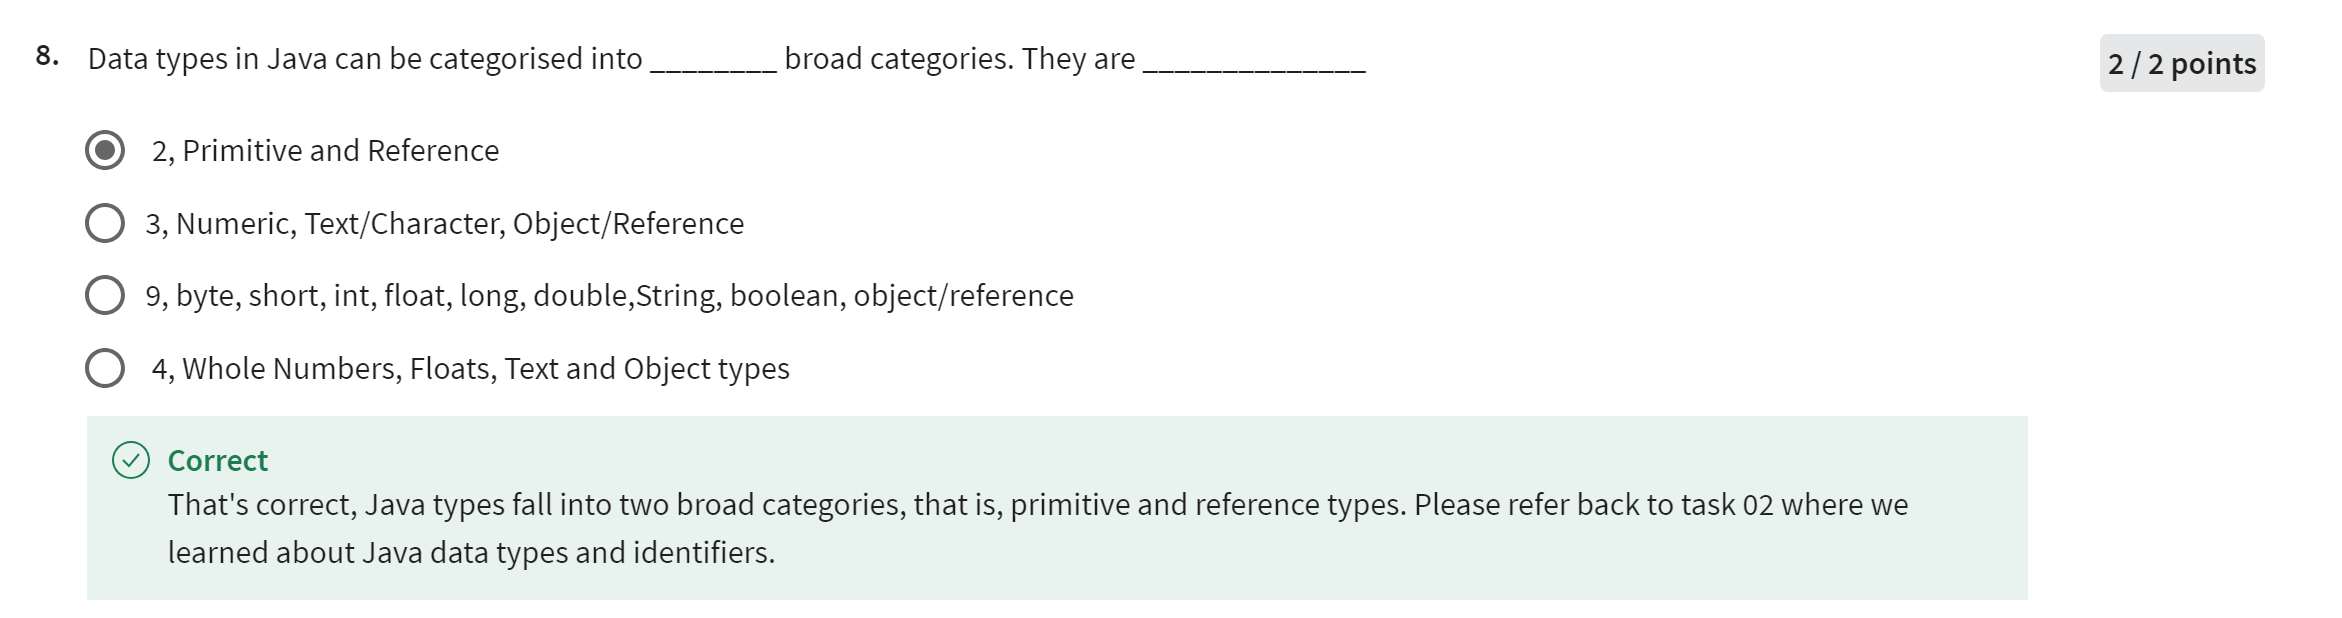 8. Data types in Java can be categorised into ________ broad categories. They are ______________
2 / 2 points
2, Primitive and Reference
3, Numeric, Text/Character, Object/Reference
9, byte, short, int, float, long, double,String, boolean, object/reference
4, Whole Numbers, Floats, Text and Object types
Correct
That's correct, Java types fall into two broad categories, that is, primitive and reference types. Please refer back to task 02 where we
learned about Java data types and identifiers.